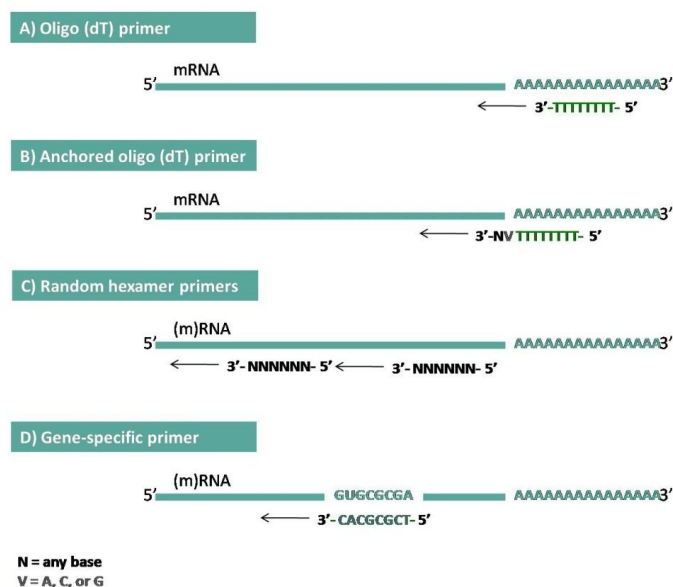 A) Oligo (dT) primer
mRNA
5’ AAAAAAAAAAAAAAA3’
3’-TTTTTTTT- 5’
B) Anchored oligo (dT) primer
mRNA
5’ AAAAAAAAAAAAAAA3’
3’-NVTTTTTTTT- 5’
C) Random hexamer primers
(m)RNA
5’ AAAAAAAAAAAAAAA3’
3’- NNNNNN- 5’ 3’- NNNNNN- 5’
D) Gene-specific primer
(m)RNA
5’ GUGCGCGA AAAAAAAAAAAAAAA3’
3’- CACGCGCT- 5’
N = any base
V = A, C, or G